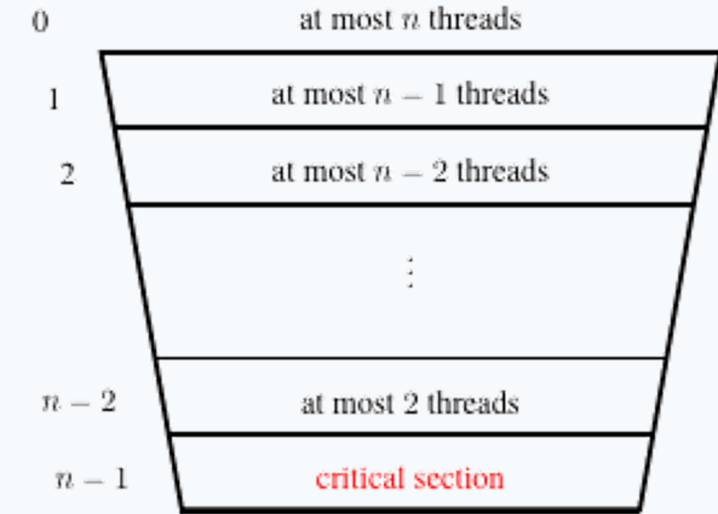 0 at most n threads
1 at most n − 1 threads
2 at most n − 2 threads
⋮
n − 2 at most 2 threads
n − 1 critical section